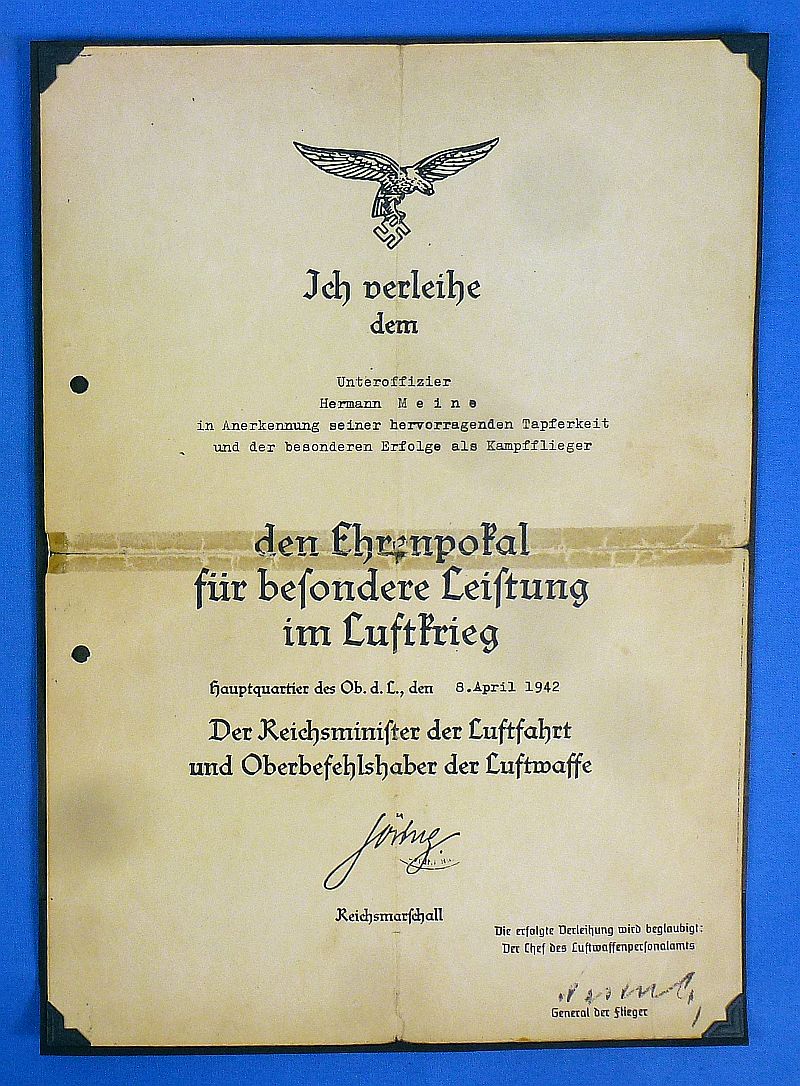 Ich verleihe
dem
Unteroffizier
Hermann M e i n e
in Anerkennung seiner hervorragenden Tapferkeit
und der besonderen Erfolge als Kampfflieger
den Ehrenpokal
für besondere Leistung
im Luftkrieg
Hauptquartier des Ob. d. L., den 8.April 1942
Der Reichsminister der Luftfahrt
und Oberbefehlshaber der Luftwaffe
Göring
Reichsmarschall
Die erfolgte Verleihung wird beglaubigt:
Der Chef des Luftwaffenpersonalamts
General der Flieger